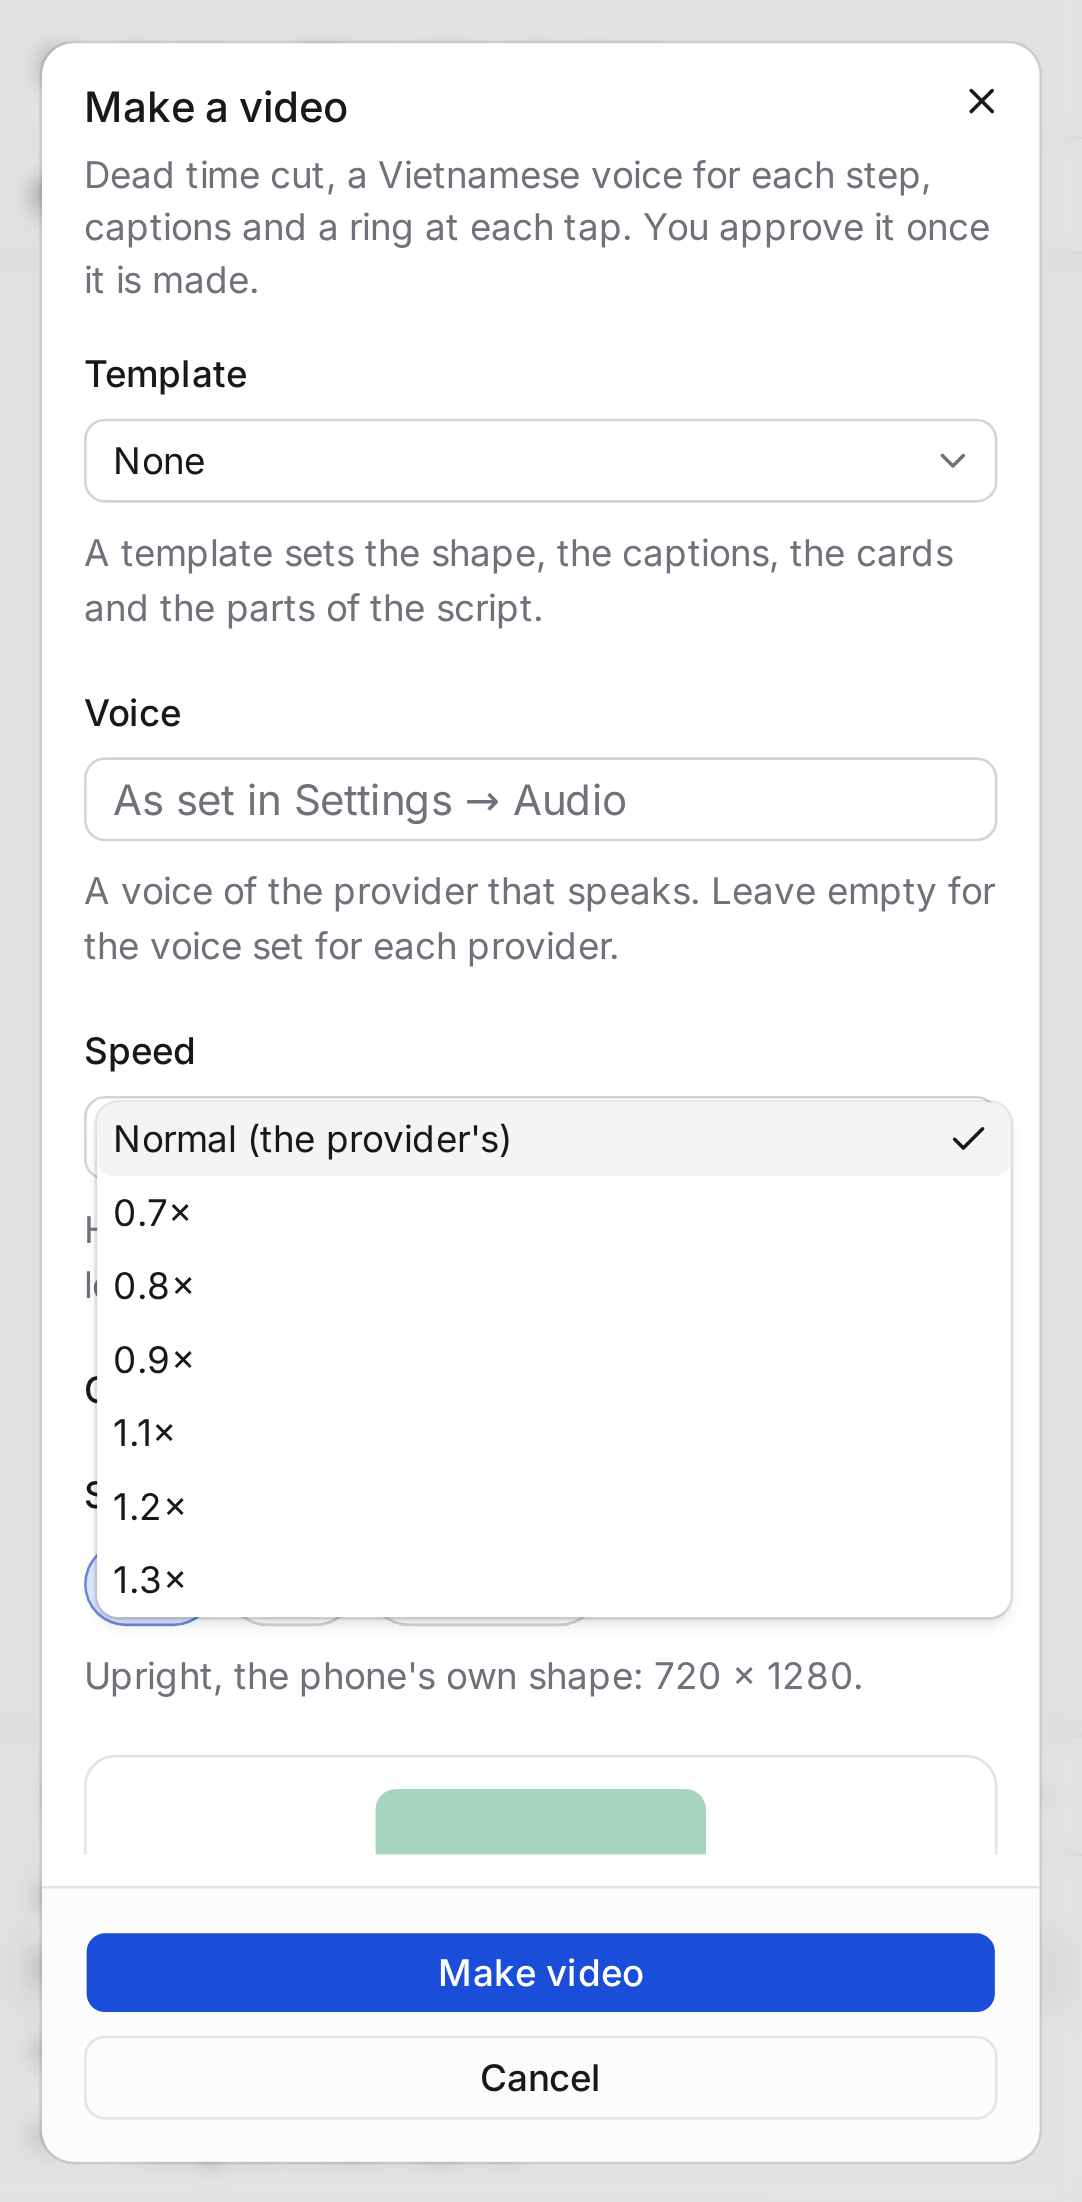 Make a video
Dead time cut, a Vietnamese voice for each step,
captions and a ring at each tap. You approve it once
it is made.
Template
None
A template sets the shape, the captions, the cards
and the parts of the script.
Voice
As set in Settings → Audio
A voice of the provider that speaks. Leave empty for
the voice set for each provider.
Speed
Normal (the provider's)
0.7×
0.8×
0.9×
1.1×
1.2×
1.3×
Upright, the phone's own shape: 720 × 1280.
Make video
Cancel